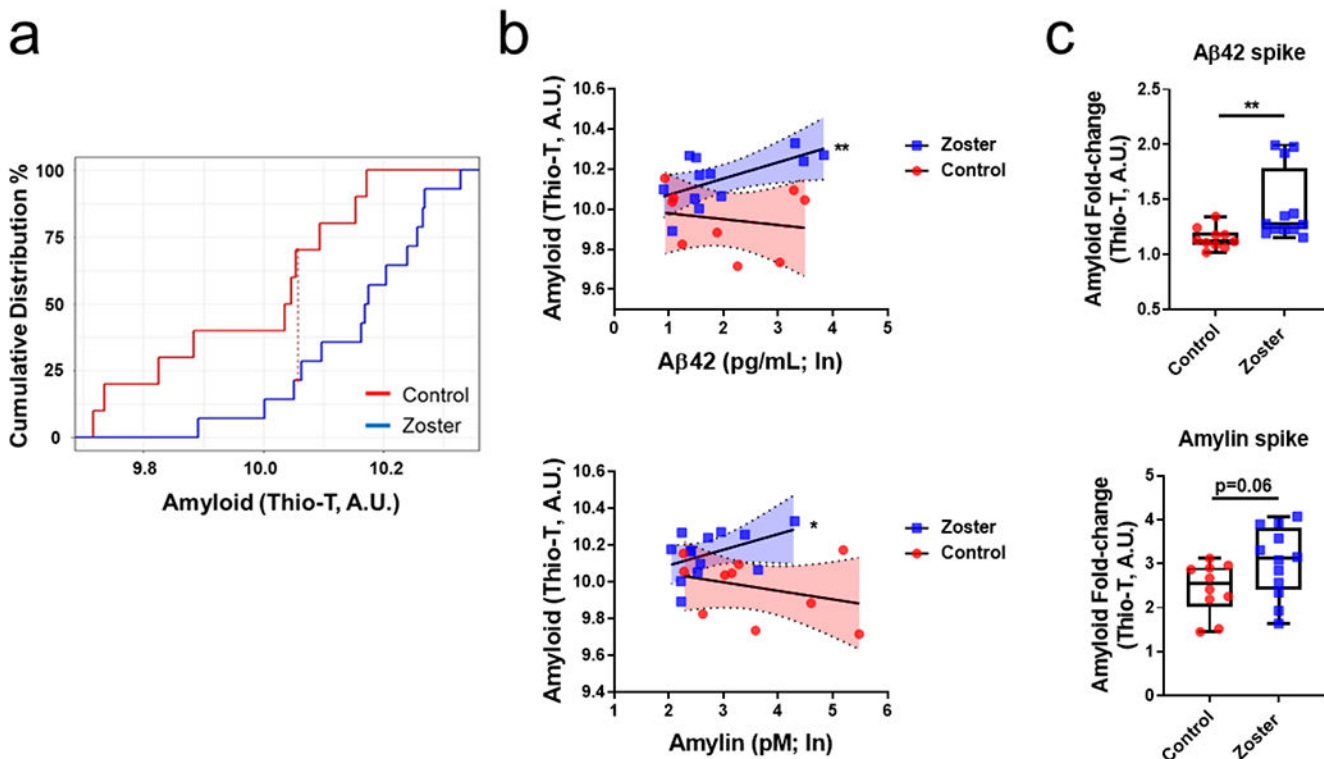 a
b
c
100
75
50
25
0
9.8
10.0
10.2
Cumulative Distribution %
Amyloid (Thio-T, A.U.)
Control
Zoster
10.6
10.4
10.2
10.0
9.8
9.6
0
1
2
3
4
5
Amyloid (Thio-T, A.U.)
Aβ42 (pg/mL; ln)
**
Zoster
Control
10.6
10.4
10.2
10.0
9.8
9.6
9.4
1
2
3
4
5
6
Amyloid (Thio-T, A.U.)
Amylin (pM; ln)
*
Zoster
Control
Aβ42 spike
**
2.5
2.0
1.5
1.0
0.5
Amyloid Fold-change
(Thio-T, A.U.)
Control
Zoster
Amylin spike
p=0.06
5
4
3
2
1
0
Amyloid Fold-change
(Thio-T, A.U.)
Control
Zoster